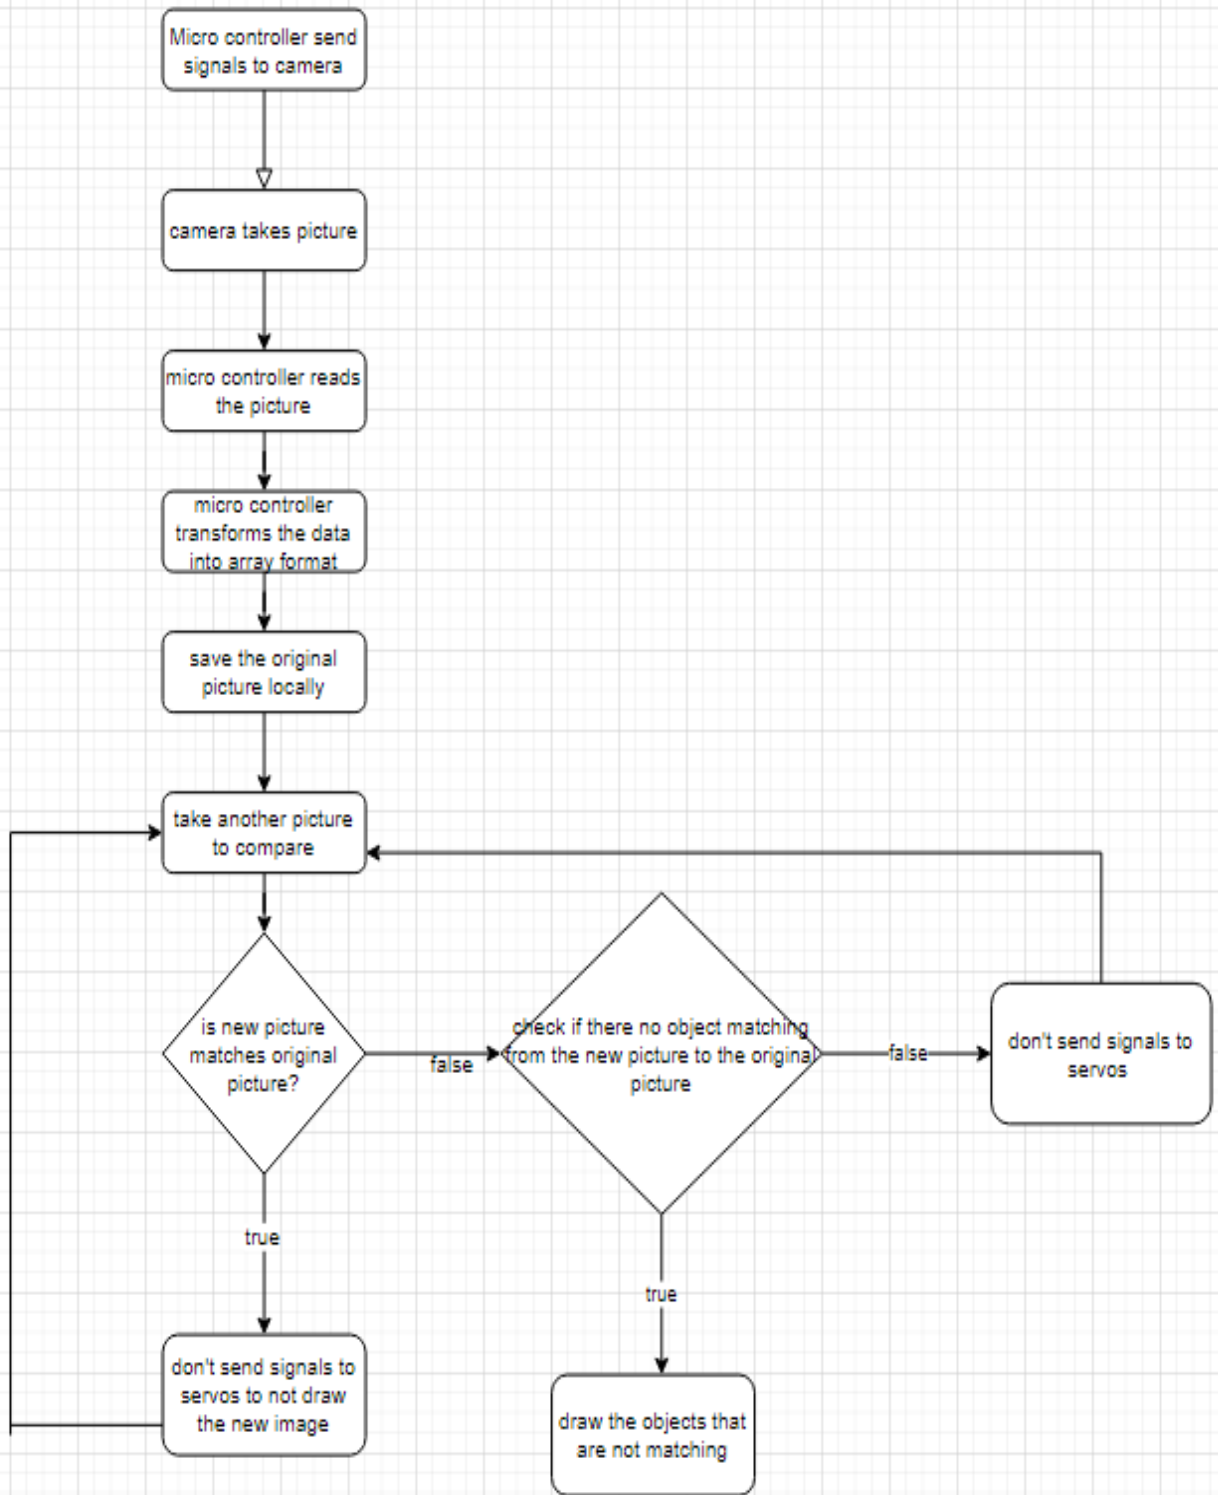 Micro controller send
signals to camera
camera takes picture
micro controller reads
the picture
micro controller
transforms the data
into array format
save the original
picture locally
take another picture
to compare
is new picture
matches original
picture?
false
check if there no object matching
from the new picture to the original
picture
false
don't send signals to
servos
true
true
don't send signals to
servos to not draw
the new image
draw the objects that
are not matching